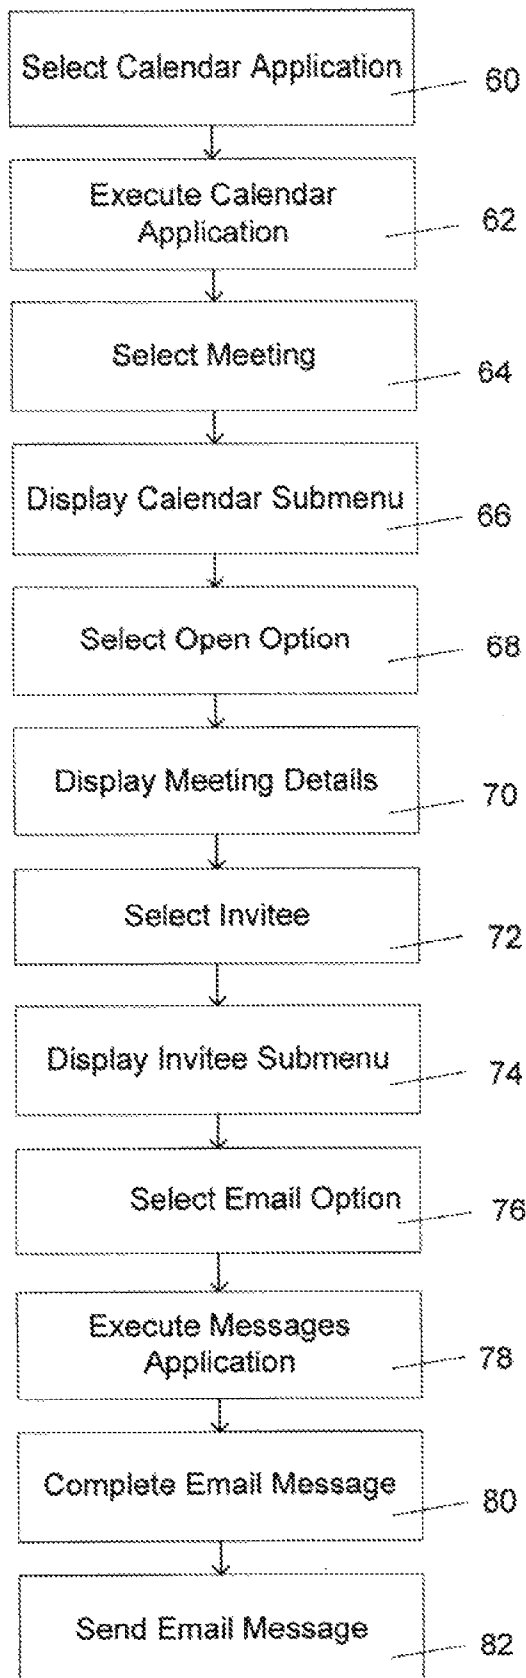 Select Calendar Application
60
Execute Calendar
Application
62
Select Meeting
64
Display Calendar Submenu
66
Select Open Option
68
Display Meeting Details
70
Select Invitee
72
Display Invitee Submenu
74
Select Email Option
76
Execute Messages
Application
78
Complete Email Message
80
Send Email Message
82